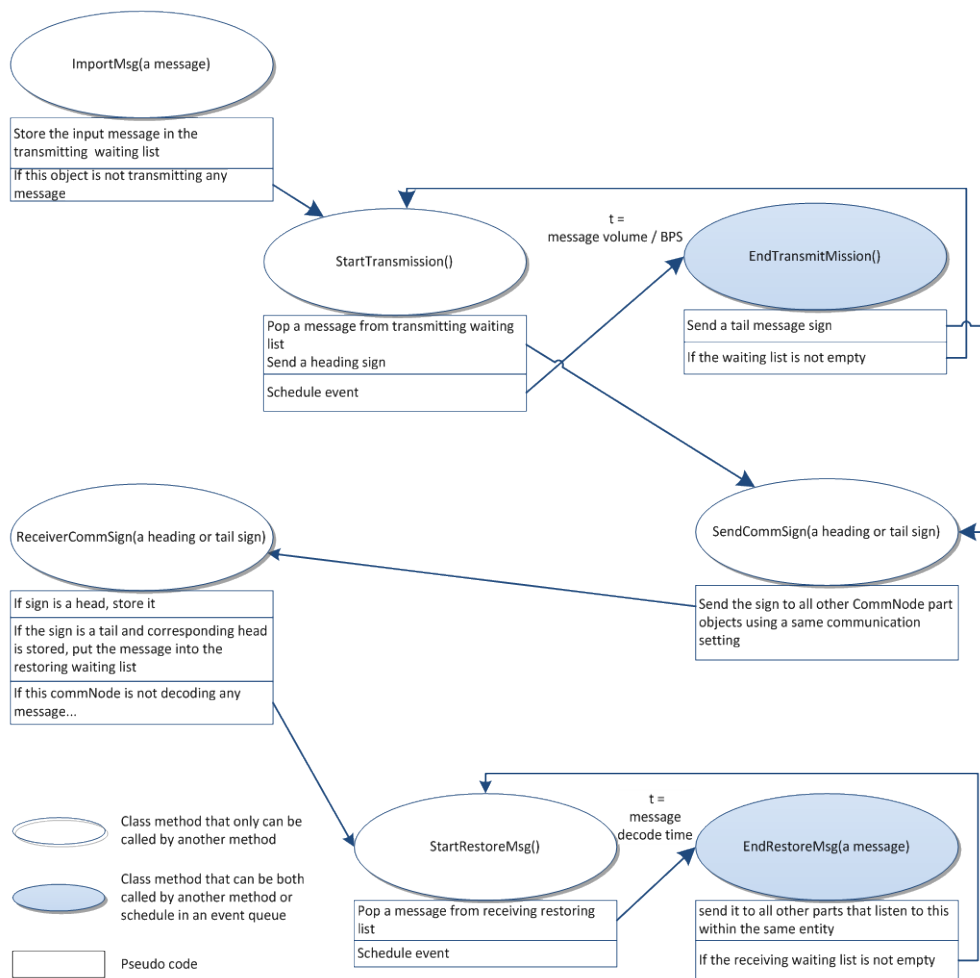 ImportMsg(a message)
Store the input message in the
transmitting waiting list
If this object is not transmitting any
message
StartTransmission()
Pop a message from transmitting waiting
list
Send a heading sign
Schedule event
t =
message volume / BPS
EndTransmitMission()
Send a tail message sign
If the waiting list is not empty
SendCommSign(a heading or tail sign)
Send the sign to all other CommNode part
objects using a same communication
setting
ReceiverCommSign(a heading or tail sign)
If sign is a head, store it
If the sign is a tail and corresponding head
is stored, put the message into the
restoring waiting list
If this commNode is not decoding any
message...
StartRestoreMsg()
Pop a message from receiving restoring
list
Schedule event
t =
message
decode time
EndRestoreMsg(a message)
send it to all other parts that listen to this
within the same entity
If the receiving waiting list is not empty
Class method that only can be
called by another method
Class method that can be both
called by another method or
schedule in an event queue
Pseudo code